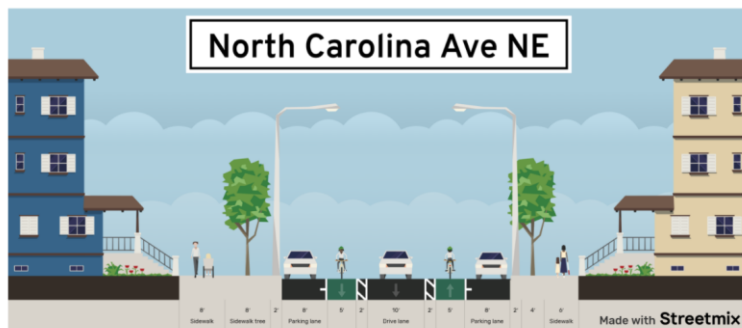 North Carolina Ave NE
8' 8' 2' 8' 5' 2' 10' 2' 5' 8' 2' 4' 6'
Sidewalk Sidewalk tree Parking lane Drive lane Parking lane Sidewalk
Made with Streetmix